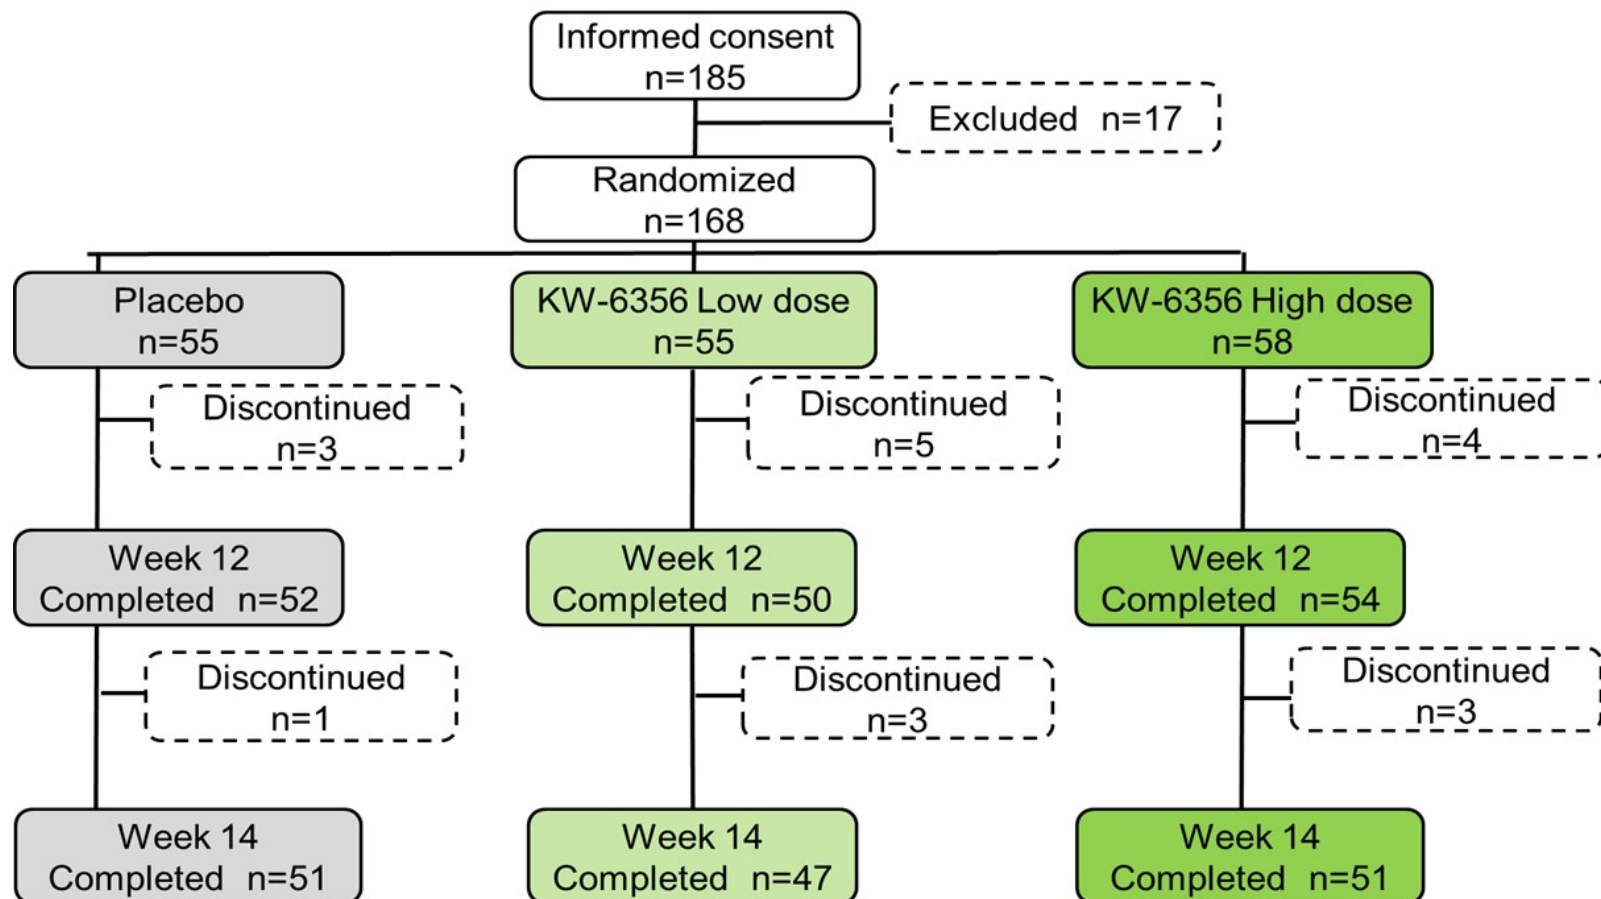 Informed consent
n=185
Excluded n=17
Randomized
n=168
Placebo
n=55
KW-6356 Low dose
n=55
KW-6356 High dose
n=58
Discontinued
n=3
Discontinued
n=5
Discontinued
n=4
Week 12
Completed n=52
Week 12
Completed n=50
Week 12
Completed n=54
Discontinued
n=1
Discontinued
n=3
Discontinued
n=3
Week 14
Completed n=51
Week 14
Completed n=47
Week 14
Completed n=51